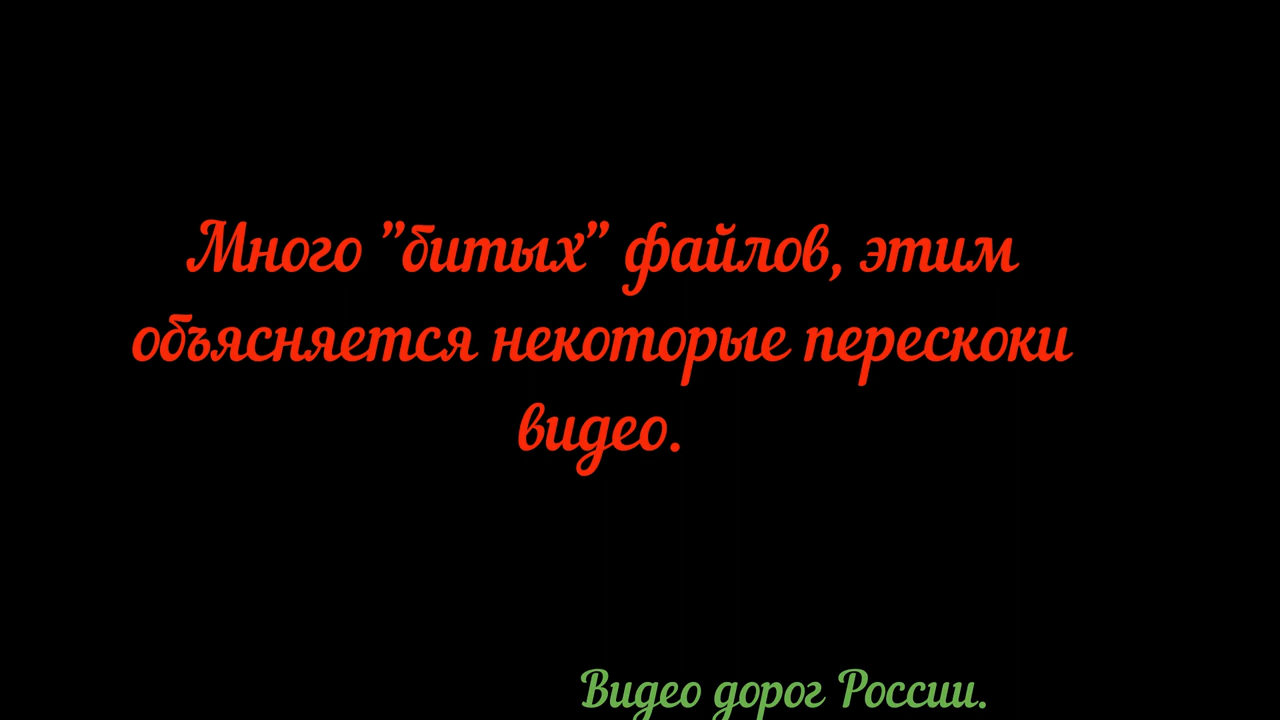 Много "битых" файлов, этим
объясняется некоторые перескоки
видео.
Видео дорог России.